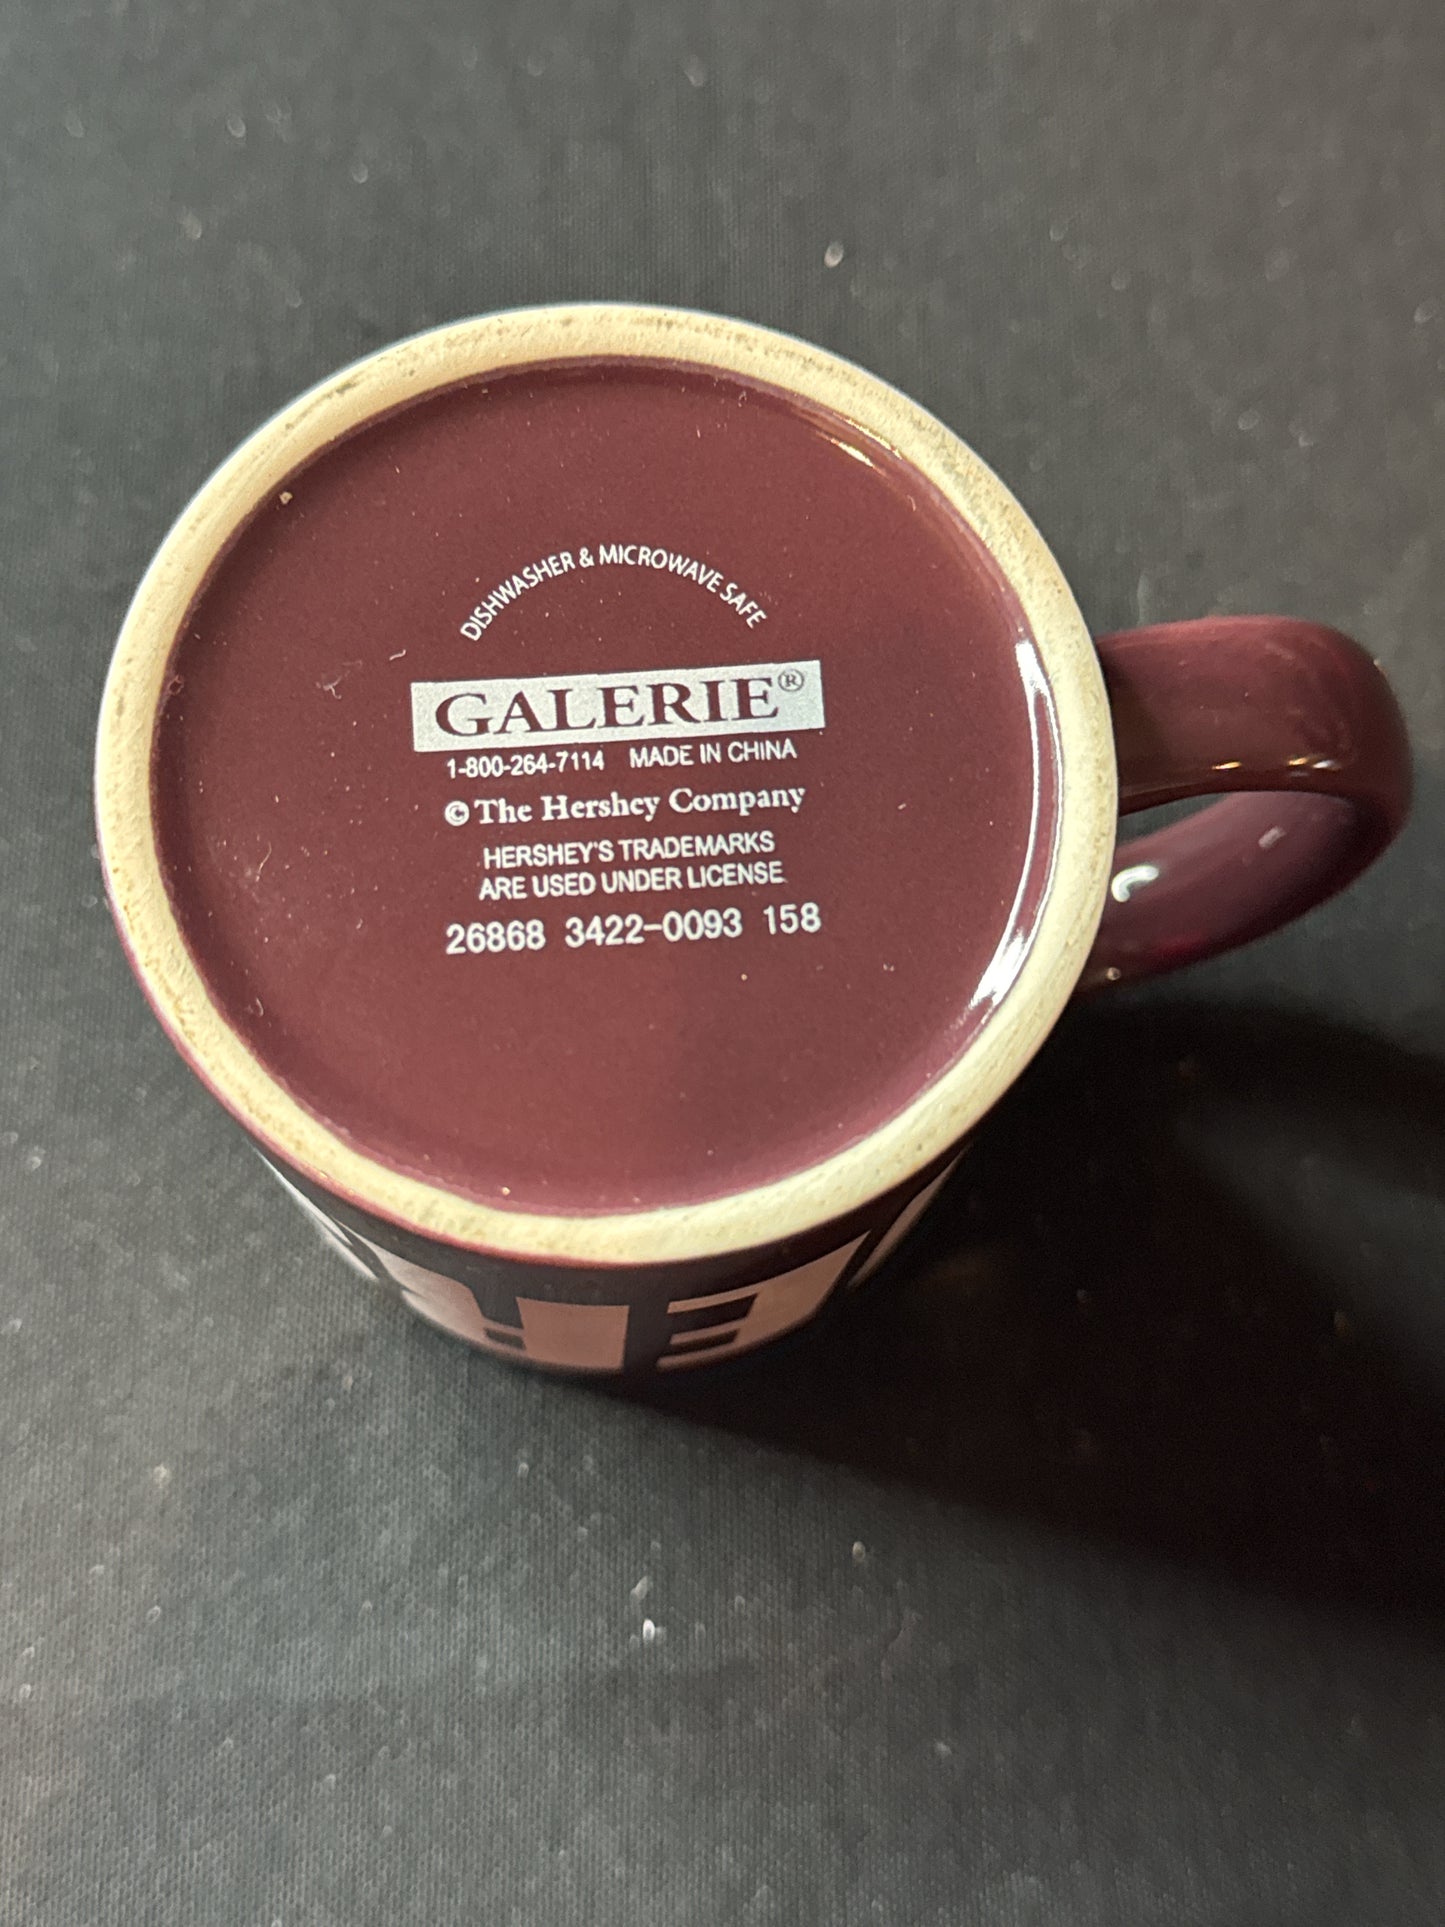 DISHWASHER & MICROWAVE SAFE
GALERIE®
1-800-264-7114 MADE IN CHINA
© The Hershey Company
HERSHEY'S TRADEMARKS
ARE USED UNDER LICENSE
26868 3422-0093 158